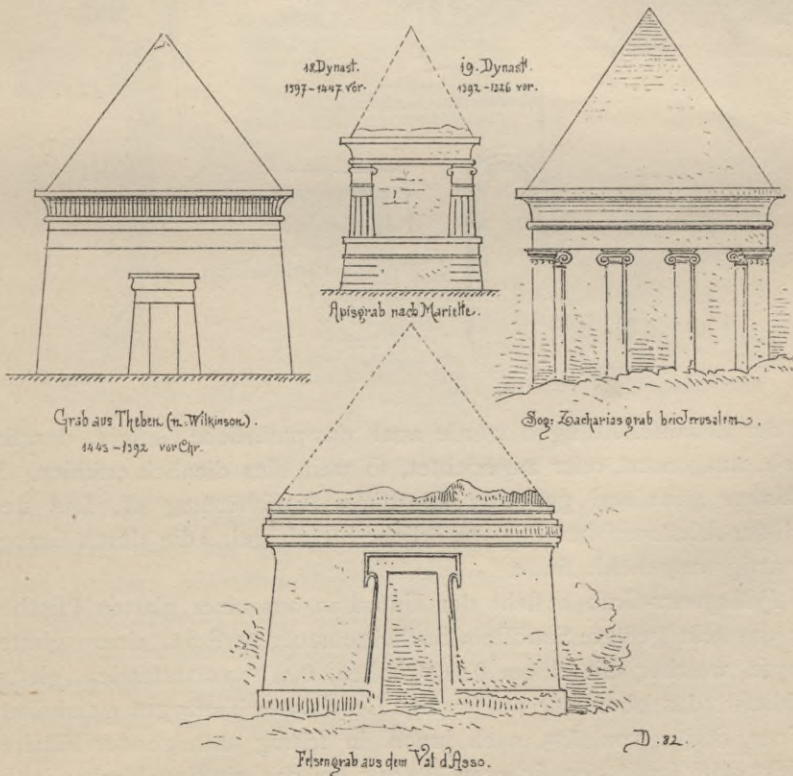 18.Dynast.
1597–1447 vor.
19. Dynast.
1392–1326 vor.
Apisgrab nach Mariette.
Grab aus Theben (n. Wilkinson).
1443–1392 vor Chr.
Sog: Zachariasgrab bei Jerusalem.
Felsengrab aus dem Val d'Asso.
D. 82.